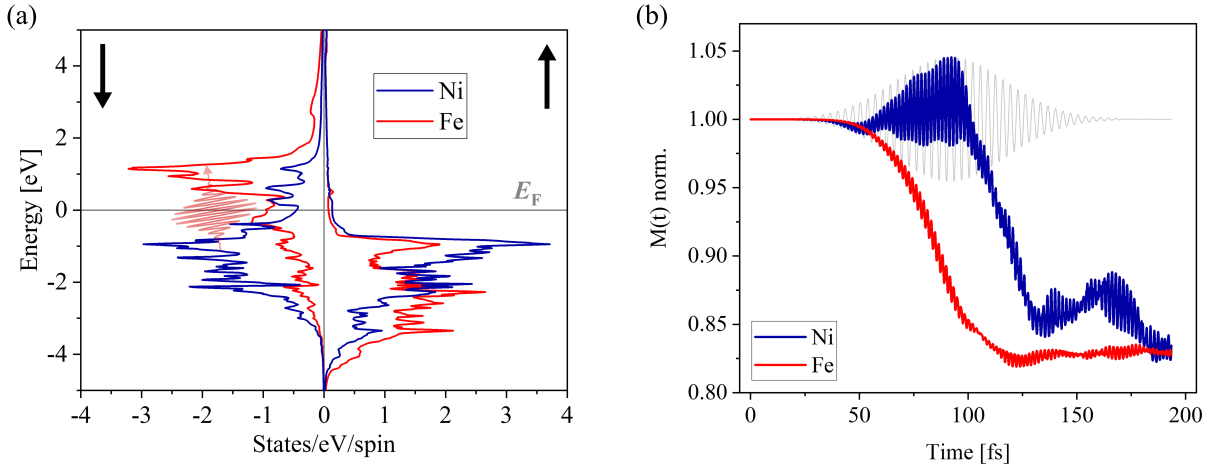 (a)
4
2
0
-2
-4
Energy [eV]
Ni
Fe
E_F
-4 -3 -2 -1 0 1 2 3 4
States/eV/spin
(b)
1.05
1.00
0.95
0.90
0.85
0.80
M(t) norm.
Ni
Fe
0 50 100 150 200
Time [fs]